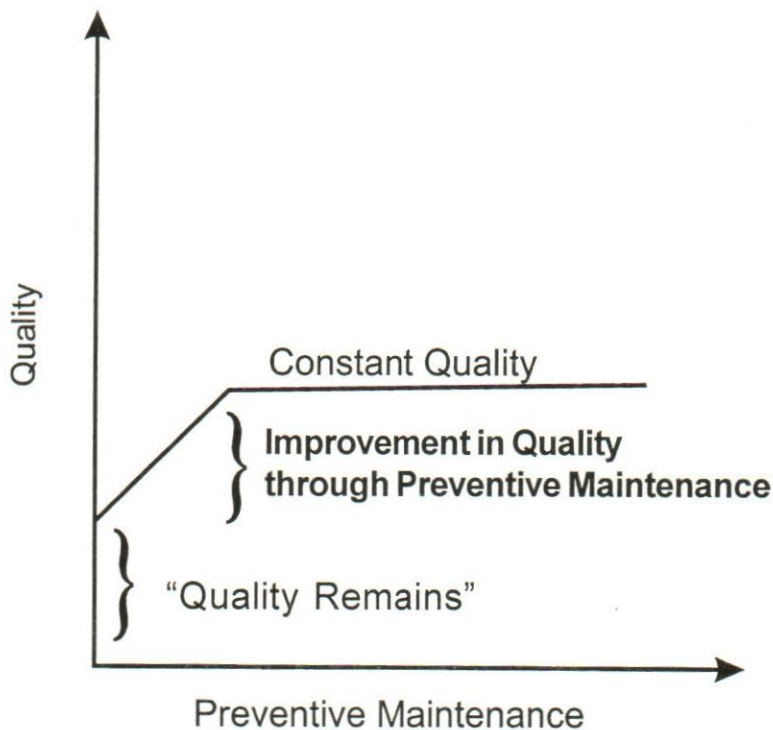 Quality
Constant Quality
Improvement in Quality
through Preventive Maintenance
“Quality Remains”
Preventive Maintenance